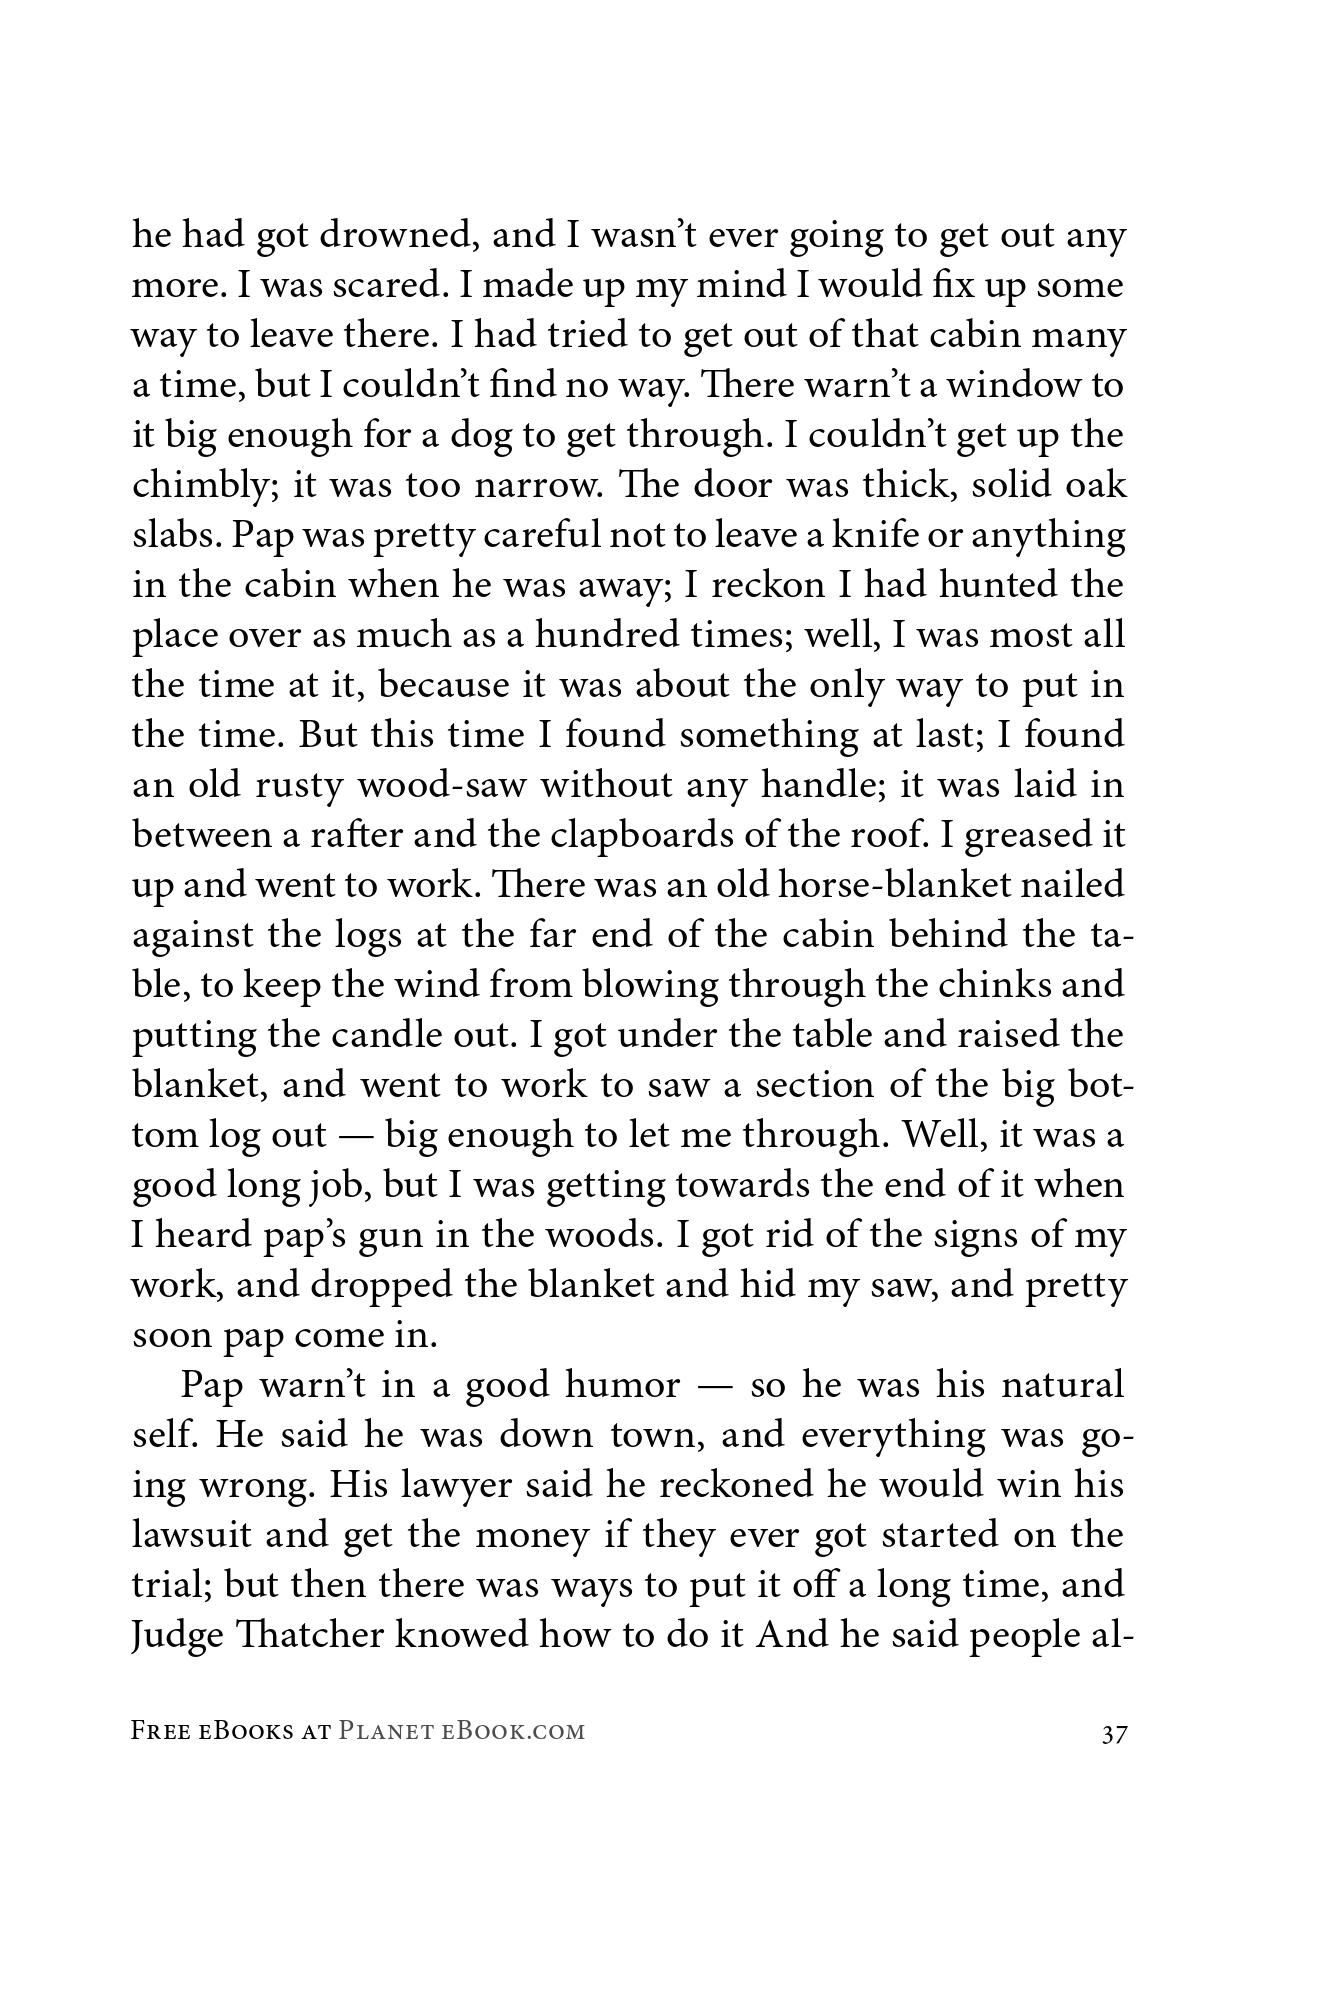 he had got drowned, and I wasn’t ever going to get out any
more. I was scared. I made up my mind I would fix up some
way to leave there. I had tried to get out of that cabin many
a time, but I couldn’t find no way. There warn’t a window to
it big enough for a dog to get through. I couldn’t get up the
chimbly; it was too narrow. The door was thick, solid oak
slabs. Pap was pretty careful not to leave a knife or anything
in the cabin when he was away; I reckon I had hunted the
place over as much as a hundred times; well, I was most all
the time at it, because it was about the only way to put in
the time. But this time I found something at last; I found
an old rusty wood-saw without any handle; it was laid in
between a rafter and the clapboards of the roof. I greased it
up and went to work. There was an old horse-blanket nailed
against the logs at the far end of the cabin behind the ta-
ble, to keep the wind from blowing through the chinks and
putting the candle out. I got under the table and raised the
blanket, and went to work to saw a section of the big bot-
tom log out — big enough to let me through. Well, it was a
good long job, but I was getting towards the end of it when
I heard pap’s gun in the woods. I got rid of the signs of my
work, and dropped the blanket and hid my saw, and pretty
soon pap come in.
Pap warn’t in a good humor — so he was his natural
self. He said he was down town, and everything was go-
ing wrong. His lawyer said he reckoned he would win his
lawsuit and get the money if they ever got started on the
trial; but then there was ways to put it off a long time, and
Judge Thatcher knowed how to do it And he said people al-
Free eBooks at Planet eBook.com
37